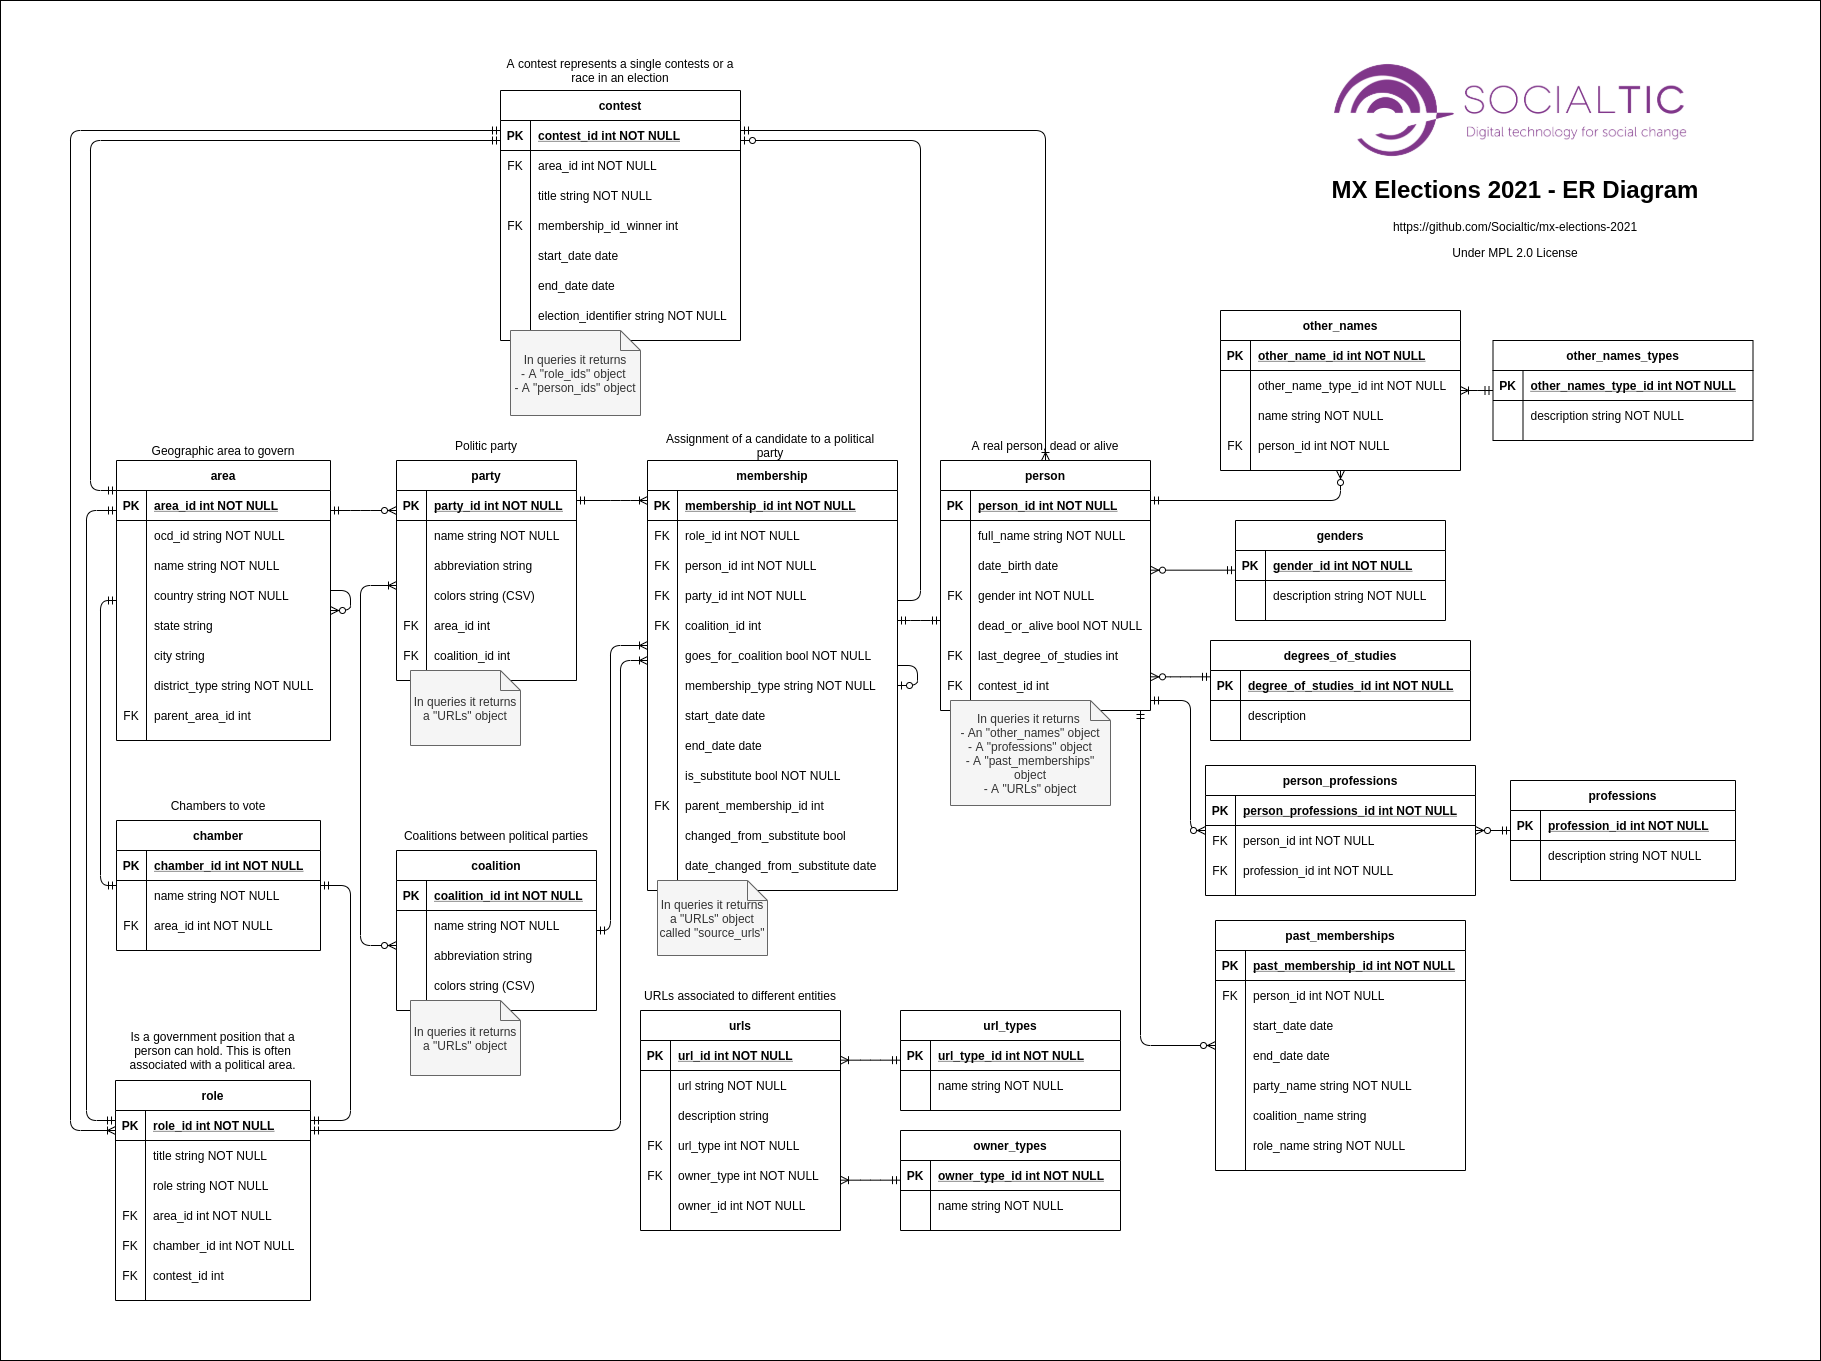 SOCIALTIC
Digital technology for social change
MX Elections 2021 - ER Diagram
https://github.com/Socialtic/mx-elections-2021
Under MPL 2.0 License
A contest represents a single contests or a
race in an election
contest
PK contest_id int NOT NULL
FK area_id int NOT NULL
title string NOT NULL
FK membership_id_winner int
start_date date
end_date date
election_identifier string NOT NULL
In queries it returns
- A "role_ids" object
- A "person_ids" object
Geographic area to govern
area
PK area_id int NOT NULL
ocd_id string NOT NULL
name string NOT NULL
country string NOT NULL
state string
city string
district_type string NOT NULL
FK parent_area_id int
Politic party
party
PK party_id int NOT NULL
name string NOT NULL
abbreviation string
colors string (CSV)
FK area_id int
FK coalition_id int
In queries it returns
a "URLs" object
Assignment of a candidate to a political
party
membership
PK membership_id int NOT NULL
FK role_id int NOT NULL
FK person_id int NOT NULL
FK party_id int NOT NULL
FK coalition_id int
goes_for_coalition bool NOT NULL
membership_type string NOT NULL
start_date date
end_date date
is_substitute bool NOT NULL
FK parent_membership_id int
changed_from_substitute bool
date_changed_from_substitute date
In queries it returns
a "URLs" object
called "source_urls"
A real person, dead or alive
person
PK person_id int NOT NULL
full_name string NOT NULL
date_birth date
FK gender int NOT NULL
dead_or_alive bool NOT NULL
FK last_degree_of_studies int
FK contest_id int
In queries it returns
- An "other_names" object
- A "professions" object
- A "past_memberships"
object
- A "URLs" object
other_names
PK other_name_id int NOT NULL
other_name_type_id int NOT NULL
name string NOT NULL
FK person_id int NOT NULL
other_names_types
PK other_names_type_id int NOT NULL
description string NOT NULL
genders
PK gender_id int NOT NULL
description string NOT NULL
degrees_of_studies
PK degree_of_studies_id int NOT NULL
description
person_professions
PK person_professions_id int NOT NULL
FK person_id int NOT NULL
FK profession_id int NOT NULL
professions
PK profession_id int NOT NULL
description string NOT NULL
past_memberships
PK past_membership_id int NOT NULL
FK person_id int NOT NULL
start_date date
end_date date
party_name string NOT NULL
coalition_name string
role_name string NOT NULL
Chambers to vote
chamber
PK chamber_id int NOT NULL
name string NOT NULL
FK area_id int NOT NULL
Coalitions between political parties
coalition
PK coalition_id int NOT NULL
name string NOT NULL
abbreviation string
colors string (CSV)
In queries it returns
a "URLs" object
Is a government position that a
person can hold. This is often
associated with a political area.
role
PK role_id int NOT NULL
title string NOT NULL
role string NOT NULL
FK area_id int NOT NULL
FK chamber_id int NOT NULL
FK contest_id int
URLs associated to different entities
urls
PK url_id int NOT NULL
url string NOT NULL
description string
FK url_type int NOT NULL
FK owner_type int NOT NULL
owner_id int NOT NULL
url_types
PK url_type_id int NOT NULL
name string NOT NULL
owner_types
PK owner_type_id int NOT NULL
name string NOT NULL